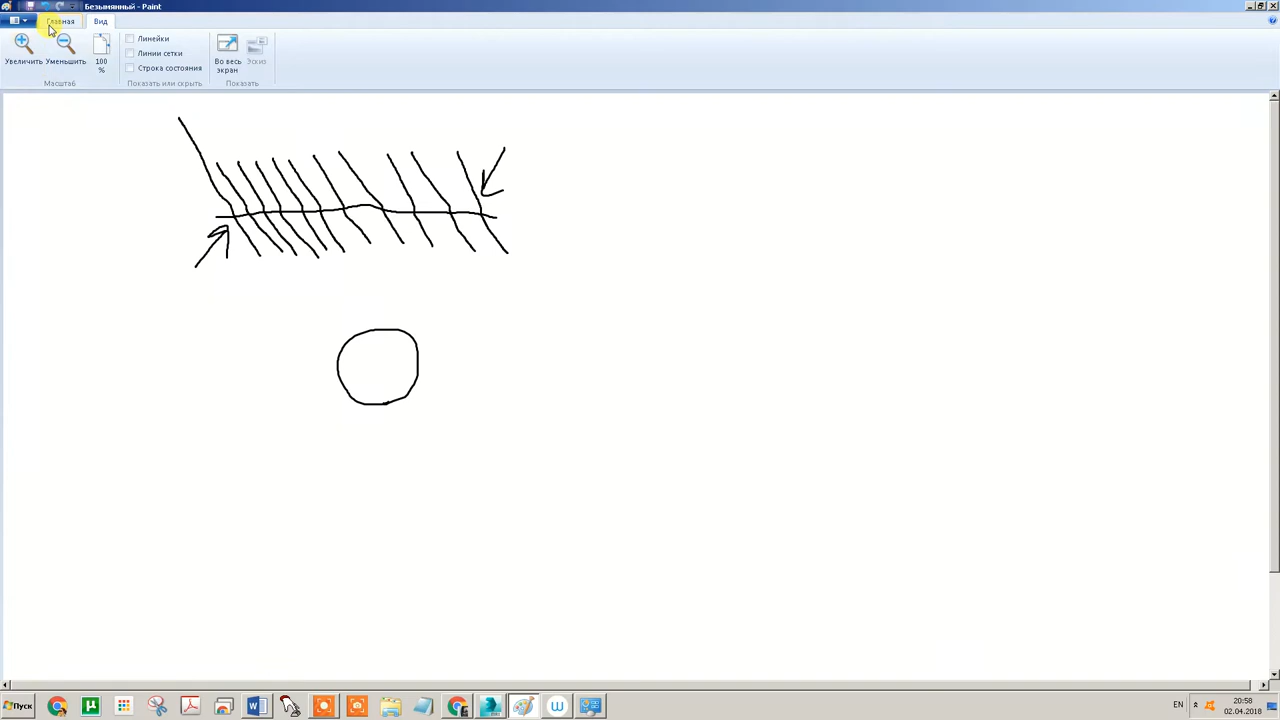 Безымянный - Paint
Главная Вид
Увеличить Уменьшить 100 %
Линейки
Линии сетки
Строка состояния
Во весь экран
Эскиз
Масштаб Показать или скрыть Показать
Пуск
EN
20:58
02.04.2018